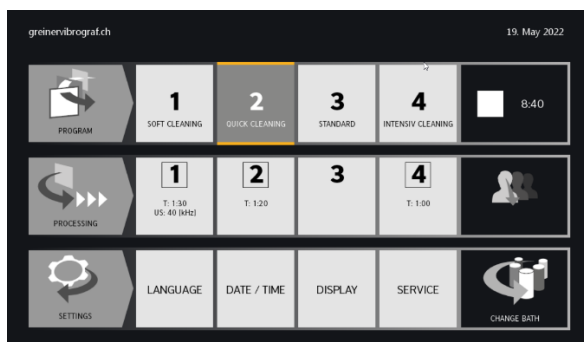 greinervibrograf.ch
19. May 2022
PROGRAM
1
SOFT CLEANING
2
QUICK CLEANING
3
STANDARD
4
INTENSIV CLEANING
8:40
PROCESSING
1
T: 1:30
US: 40 [kHz]
2
T: 1:20
3
4
T: 1:00
SETTINGS
LANGUAGE
DATE / TIME
DISPLAY
SERVICE
CHANGE BATH